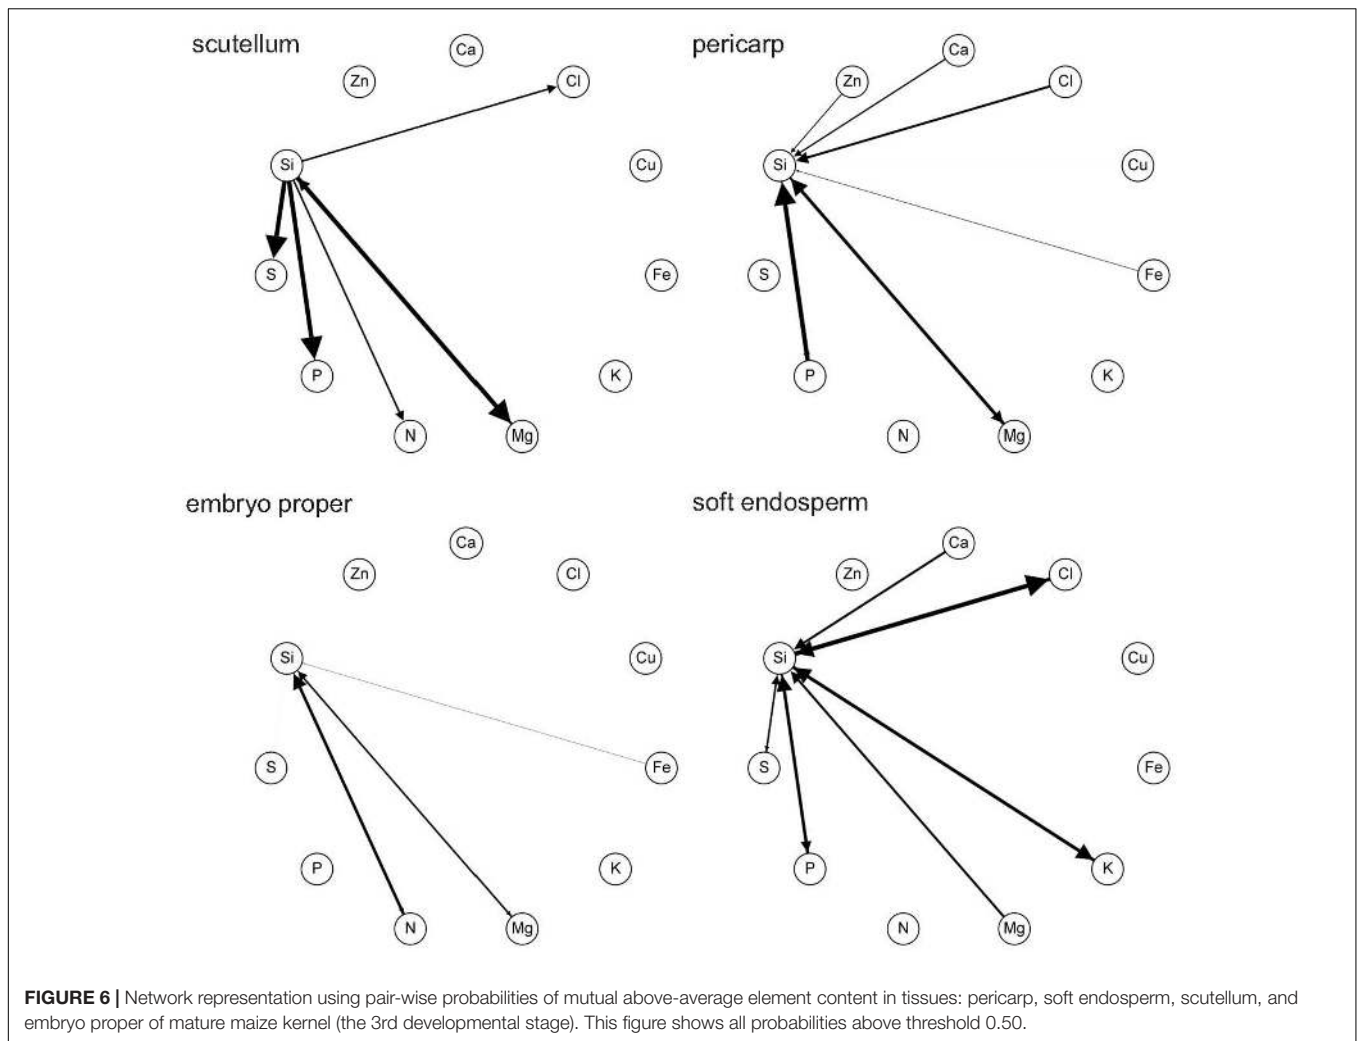 scutellum
Ca
Zn
Cl
Si
Cu
S
Fe
P
K
N
Mg
pericarp
Ca
Zn
Cl
Si
Cu
S
Fe
P
K
N
Mg
embryo proper
Ca
Zn
Cl
Si
Cu
S
Fe
P
K
N
Mg
soft endosperm
Ca
Zn
Cl
Si
Cu
S
Fe
P
K
N
Mg
FIGURE 6 | Network representation using pair-wise probabilities of mutual above-average element content in tissues: pericarp, soft endosperm, scutellum, and
embryo proper of mature maize kernel (the 3rd developmental stage). This figure shows all probabilities above threshold 0.50.